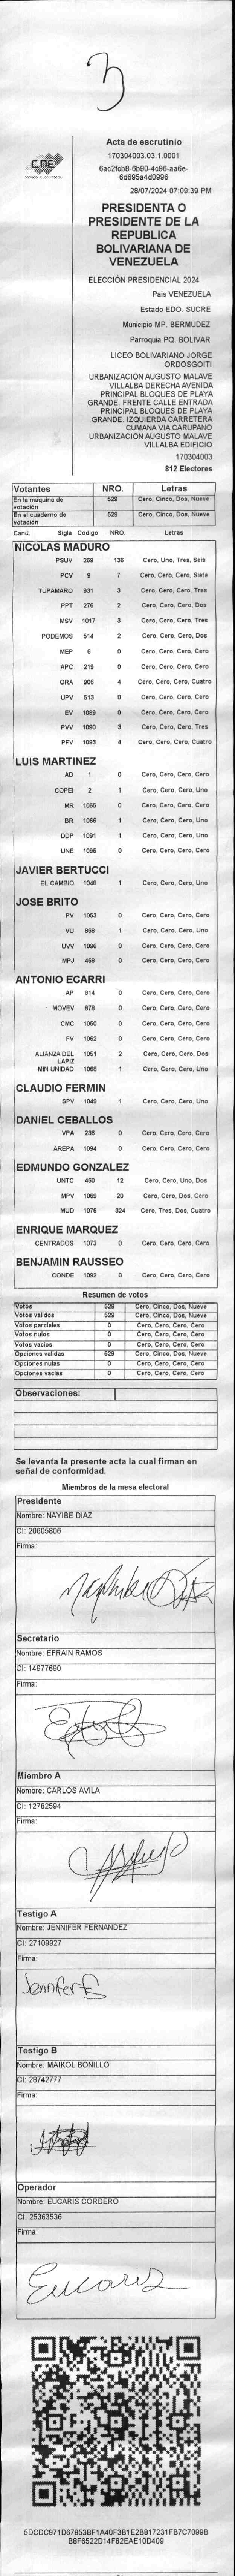 3
CNE
Acta de escrutinio
170304003.03.1.0001
6ac2fcb8-6b90-4c96-aa6e-
6d695a4d0996
28/07/2024 07:09:39 PM
PRESIDENTA O
PRESIDENTE DE LA
REPUBLICA
BOLIVARIANA DE
VENEZUELA
ELECCIÓN PRESIDENCIAL 2024
Pais VENEZUELA
Estado EDO. SUCRE
Municipio MP. BERMUDEZ
Parroquia PQ. BOLIVAR
LICEO BOLIVARIANO JORGE
ORDOSGOITI
URBANIZACION AUGUSTO MALAVE
VILLALBA DERECHA AVENIDA
PRINCIPAL BLOQUES DE PLAYA
GRANDE. FRENTE CALLE ENTRADA
PRINCIPAL BLOQUES DE PLAYA
GRANDE. IZQUIERDA CARRETERA
CUMANA VIA CARUPANO
URBANIZACION AUGUSTO MALAVE
VILLALBA EDIFICIO
170304003
812 Electores
Votantes NRO. Letras
En la máquina de votación 529 Cero, Cinco, Dos, Nueve
En el cuaderno de votación 529 Cero, Cinco, Dos, Nueve
Cand. Sigla Código NRO. Letras
NICOLAS MADURO
PSUV 269 136 Cero, Uno, Tres, Seis
PCV 9 7 Cero, Cero, Cero, Siete
TUPAMARO 931 3 Cero, Cero, Cero, Tres
PPT 276 2 Cero, Cero, Cero, Dos
MSV 1017 3 Cero, Cero, Cero, Tres
PODEMOS 514 2 Cero, Cero, Cero, Dos
MEP 6 0 Cero, Cero, Cero, Cero
APC 219 0 Cero, Cero, Cero, Cero
ORA 906 4 Cero, Cero, Cero, Cuatro
UPV 513 0 Cero, Cero, Cero, Cero
EV 1089 0 Cero, Cero, Cero, Cero
PVV 1090 3 Cero, Cero, Cero, Tres
PFV 1093 4 Cero, Cero, Cero, Cuatro
LUIS MARTINEZ
AD 1 0 Cero, Cero, Cero, Cero
COPEI 2 1 Cero, Cero, Cero, Uno
MR 1065 0 Cero, Cero, Cero, Cero
BR 1066 1 Cero, Cero, Cero, Uno
DDP 1091 1 Cero, Cero, Cero, Uno
UNE 1095 0 Cero, Cero, Cero, Cero
JAVIER BERTUCCI
EL CAMBIO 1048 1 Cero, Cero, Cero, Uno
JOSE BRITO
PV 1053 0 Cero, Cero, Cero, Cero
VU 868 1 Cero, Cero, Cero, Uno
UVV 1096 0 Cero, Cero, Cero, Cero
MPJ 458 0 Cero, Cero, Cero, Cero
ANTONIO ECARRI
AP 814 0 Cero, Cero, Cero, Cero
MOVEV 878 0 Cero, Cero, Cero, Cero
CMC 1050 0 Cero, Cero, Cero, Cero
FV 1062 0 Cero, Cero, Cero, Cero
ALIANZA DEL LAPIZ 1051 2 Cero, Cero, Cero, Dos
MIN UNIDAD 1088 1 Cero, Cero, Cero, Uno
CLAUDIO FERMIN
SPV 1049 1 Cero, Cero, Cero, Uno
DANIEL CEBALLOS
VPA 236 0 Cero, Cero, Cero, Cero
AREPA 1094 0 Cero, Cero, Cero, Cero
EDMUNDO GONZALEZ
UNTC 460 12 Cero, Cero, Uno, Dos
MPV 1069 20 Cero, Cero, Dos, Cero
MUD 1075 324 Cero, Tres, Dos, Cuatro
ENRIQUE MARQUEZ
CENTRADOS 1073 0 Cero, Cero, Cero, Cero
BENJAMIN RAUSSEO
CONDE 1092 0 Cero, Cero, Cero, Cero
Resumen de votos
Votos 529 Cero, Cinco, Dos, Nueve
Votos validos 529 Cero, Cinco, Dos, Nueve
Votos parciales 0 Cero, Cero, Cero, Cero
Votos nulos 0 Cero, Cero, Cero, Cero
Votos vacios 0 Cero, Cero, Cero, Cero
Opciones validas 529 Cero, Cinco, Dos, Nueve
Opciones nulas 0 Cero, Cero, Cero, Cero
Opciones vacias 0 Cero, Cero, Cero, Cero
Observaciones:
Se levanta la presente acta la cual firman en
señal de conformidad.
Miembros de la mesa electoral
Presidente
Nombre: NAYIBE DIAZ
CI: 20605806
Firma:
Secretario
Nombre: EFRAIN RAMOS
CI: 14977690
Firma:
Miembro A
Nombre: CARLOS AVILA
CI: 12782594
Firma:
Testigo A
Nombre: JENNIFER FERNANDEZ
CI: 27109927
Firma:
Jennifer F
Testigo B
Nombre: MAIKOL BONILLO
CI: 28742777
Firma:
Operador
Nombre: EUCARIS CORDERO
CI: 25363536
Firma:
Eucaris
5DCDC971D67853BF1A40F3B1E2B817231FB7C7099B
B8F6522D14F82EAE10D409